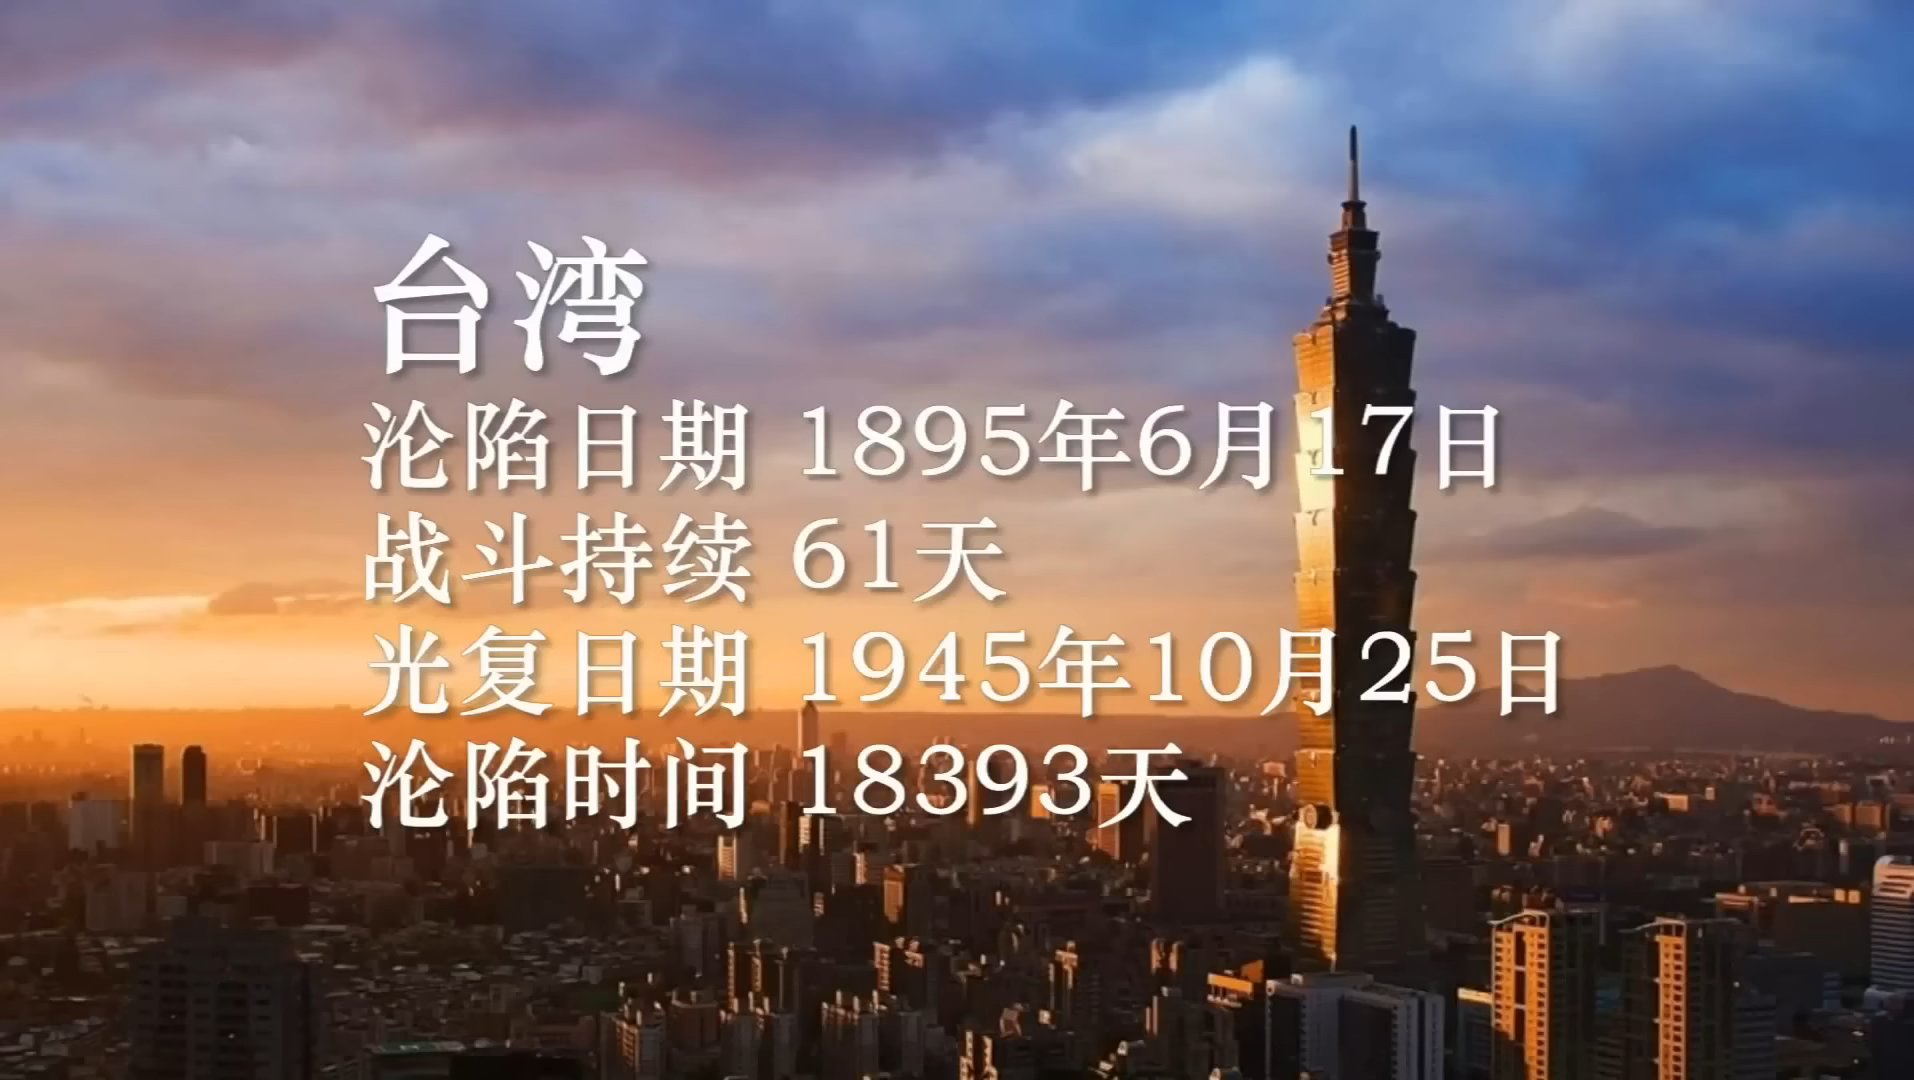 台湾
沦陷日期 1895年6月17日
战斗持续 61天
光复日期 1945年10月25日
沦陷时间 18393天